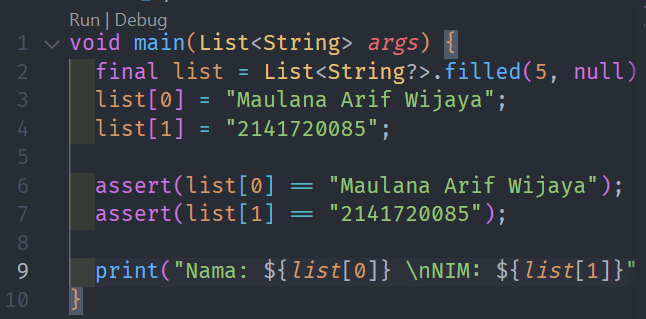 Run | Debug
1 void main(List<String> args) {
2 final list = List<String?>.filled(5, null)
3 list[0] = "Maulana Arif Wijaya";
4 list[1] = "2141720085";
5
6 assert(list[0] == "Maulana Arif Wijaya");
7 assert(list[1] == "2141720085");
8
9 print("Nama: ${list[0]} \nNIM: ${list[1]}"
10 }